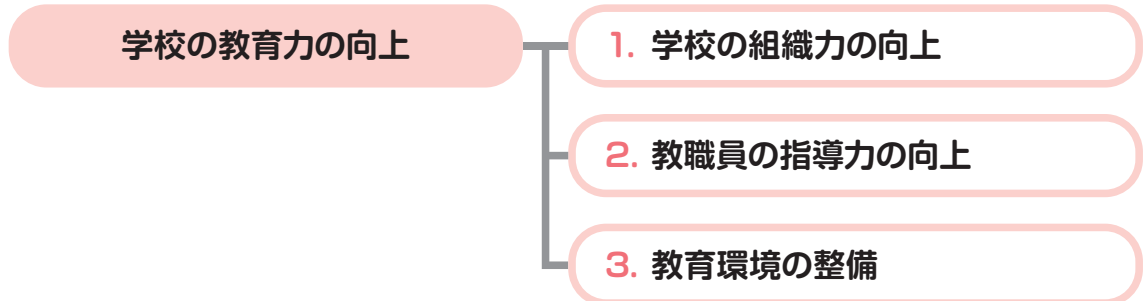 学校の教育力の向上
1. 学校の組織力の向上
2. 教職員の指導力の向上
3. 教育環境の整備